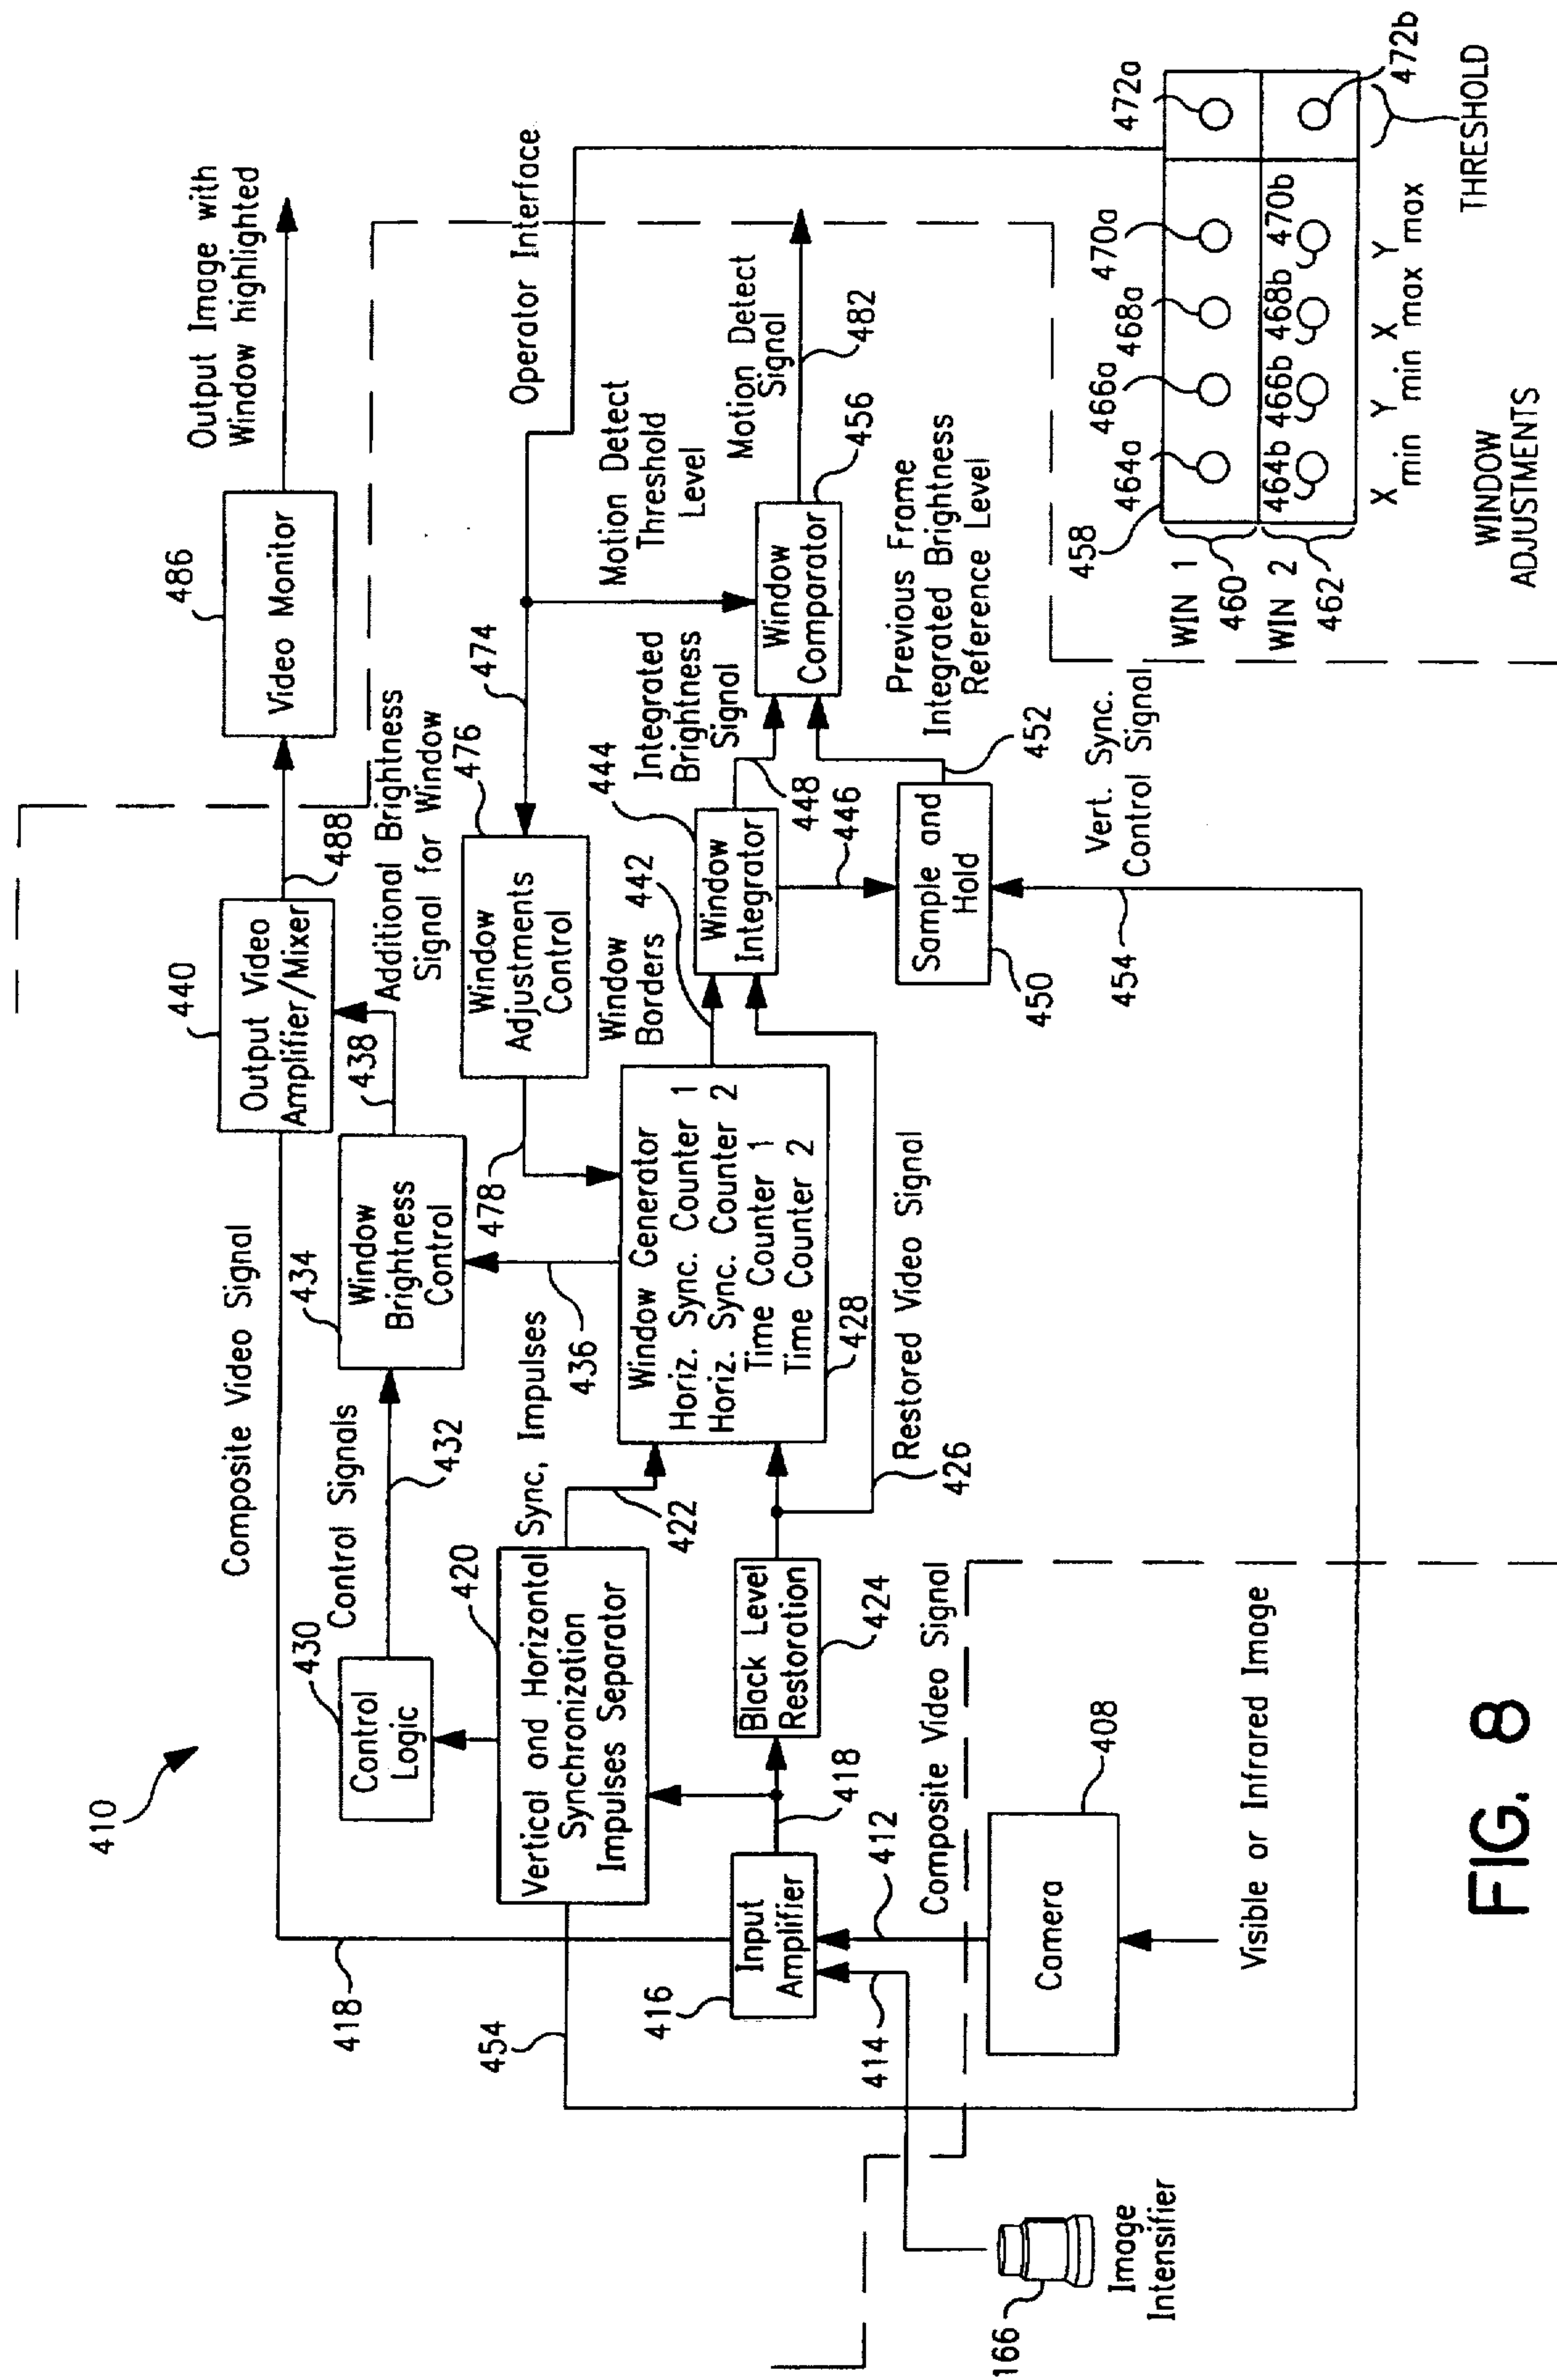 410
418
Composite Video Signal
440
Output Video
Amplifier/Mixer
488
486
Video Monitor
Output Image with
Window highlighted
430
Control
Logic
Control Signals
432
434
Window
Brightness
Control
438
Additional Brightness
Signal for Window
454
420
Vertical and Horizontal
Synchronization
Impulses Separator
Sync, Impulses
422
436
478
476
Window
Adjustments
Control
474
Operator Interface
416
Input
Amplifier
418
Black Level
Restoration
424
Window Generator
Horiz. Sync. Counter 1
Horiz. Sync. Counter 2
Time Counter 1
Time Counter 2
428
Window
Borders
442
444
Window
Integrator
Integrated
Brightness
Signal
448
446
Motion Detect
Threshold
Level
Window
Comparator
456
Motion Detect
Signal
482
414
412
Composite Video Signal
426
Restored Video Signal
Sample and
Hold
450
452
Previous Frame
Integrated Brightness
Reference Level
166
Image
Intensifier
Camera
408
Visible or Infrared Image
454
Vert. Sync.
Control Signal
458
464a
466a
468a
470a
472a
WIN 1
460
WIN 2
462
464b
466b
468b
470b
472b
X
min
Y
min
X
max
Y
max
THRESHOLD
WINDOW
ADJUSTMENTS
FIG. 8